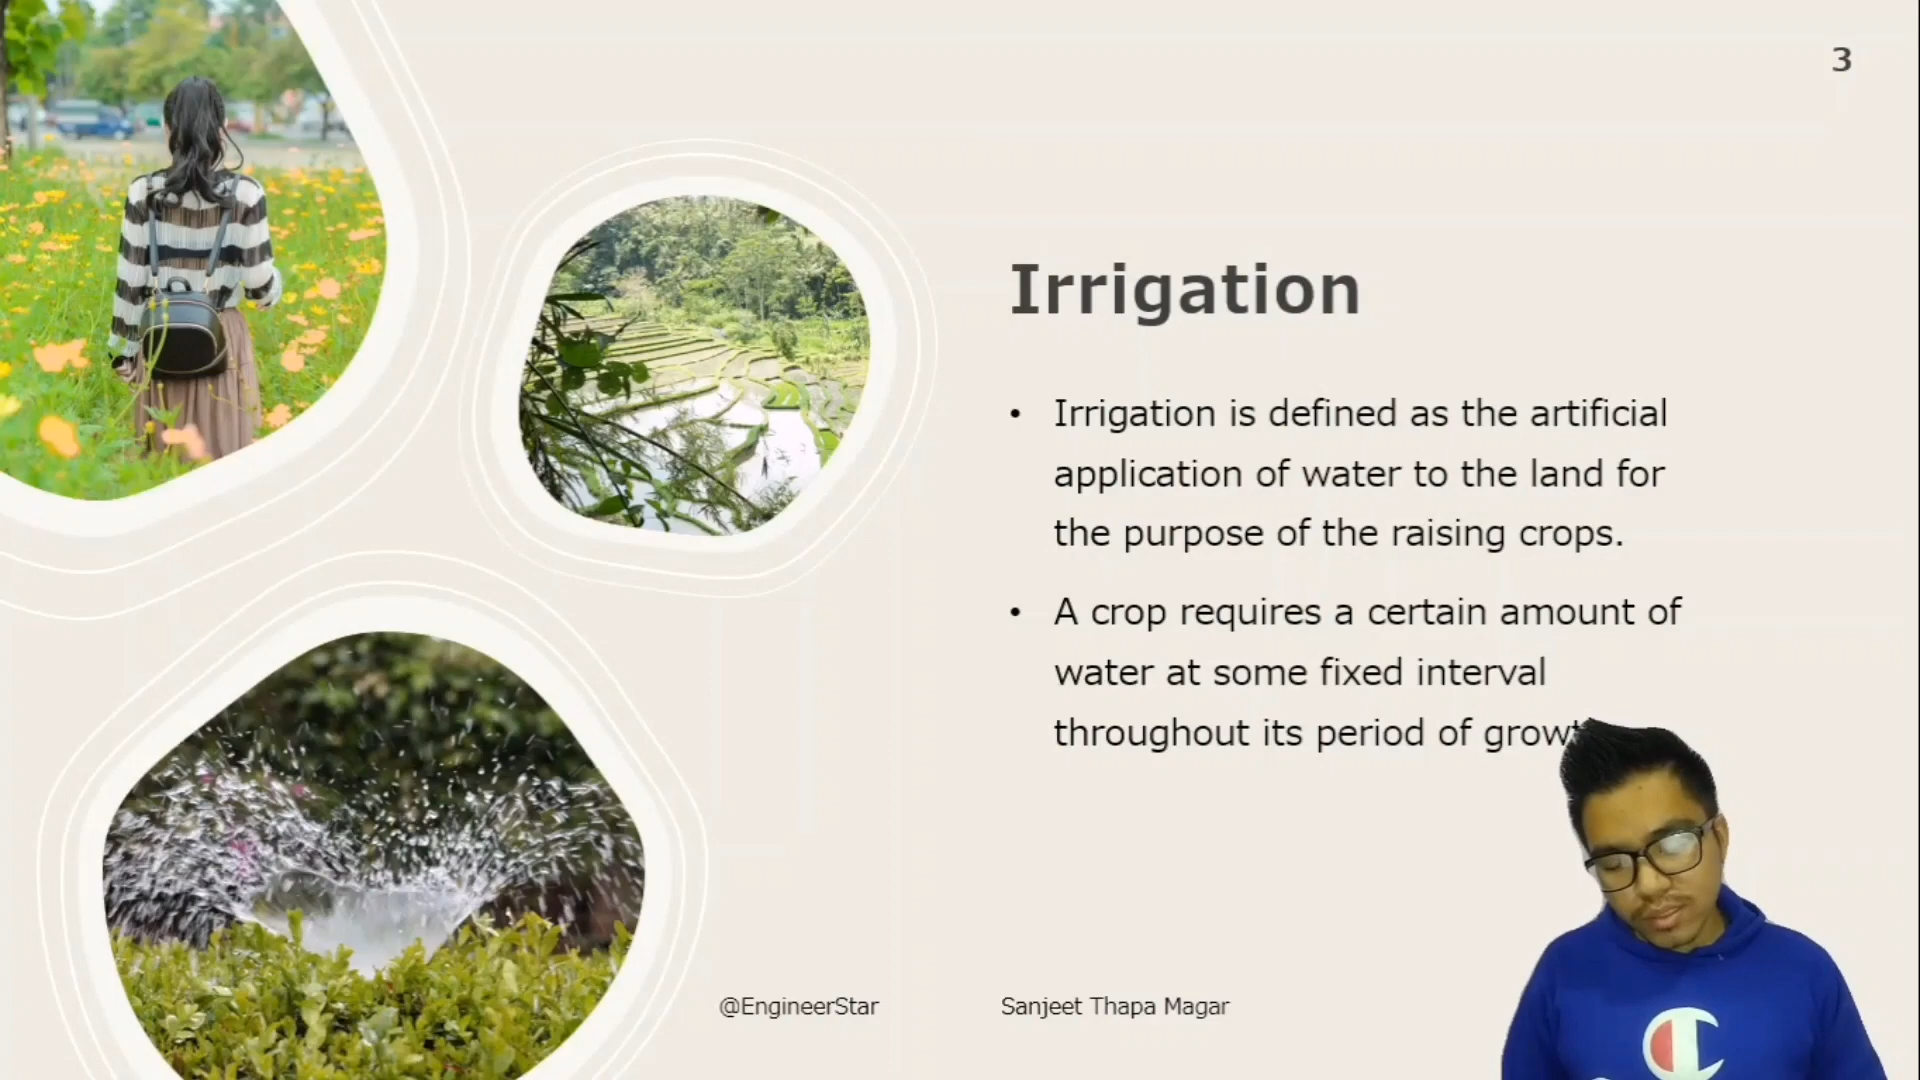 3
Irrigation
• Irrigation is defined as the artificial
application of water to the land for
the purpose of the raising crops.
• A crop requires a certain amount of
water at some fixed interval
throughout its period of
@EngineerStar
Sanjeet Thapa Magar